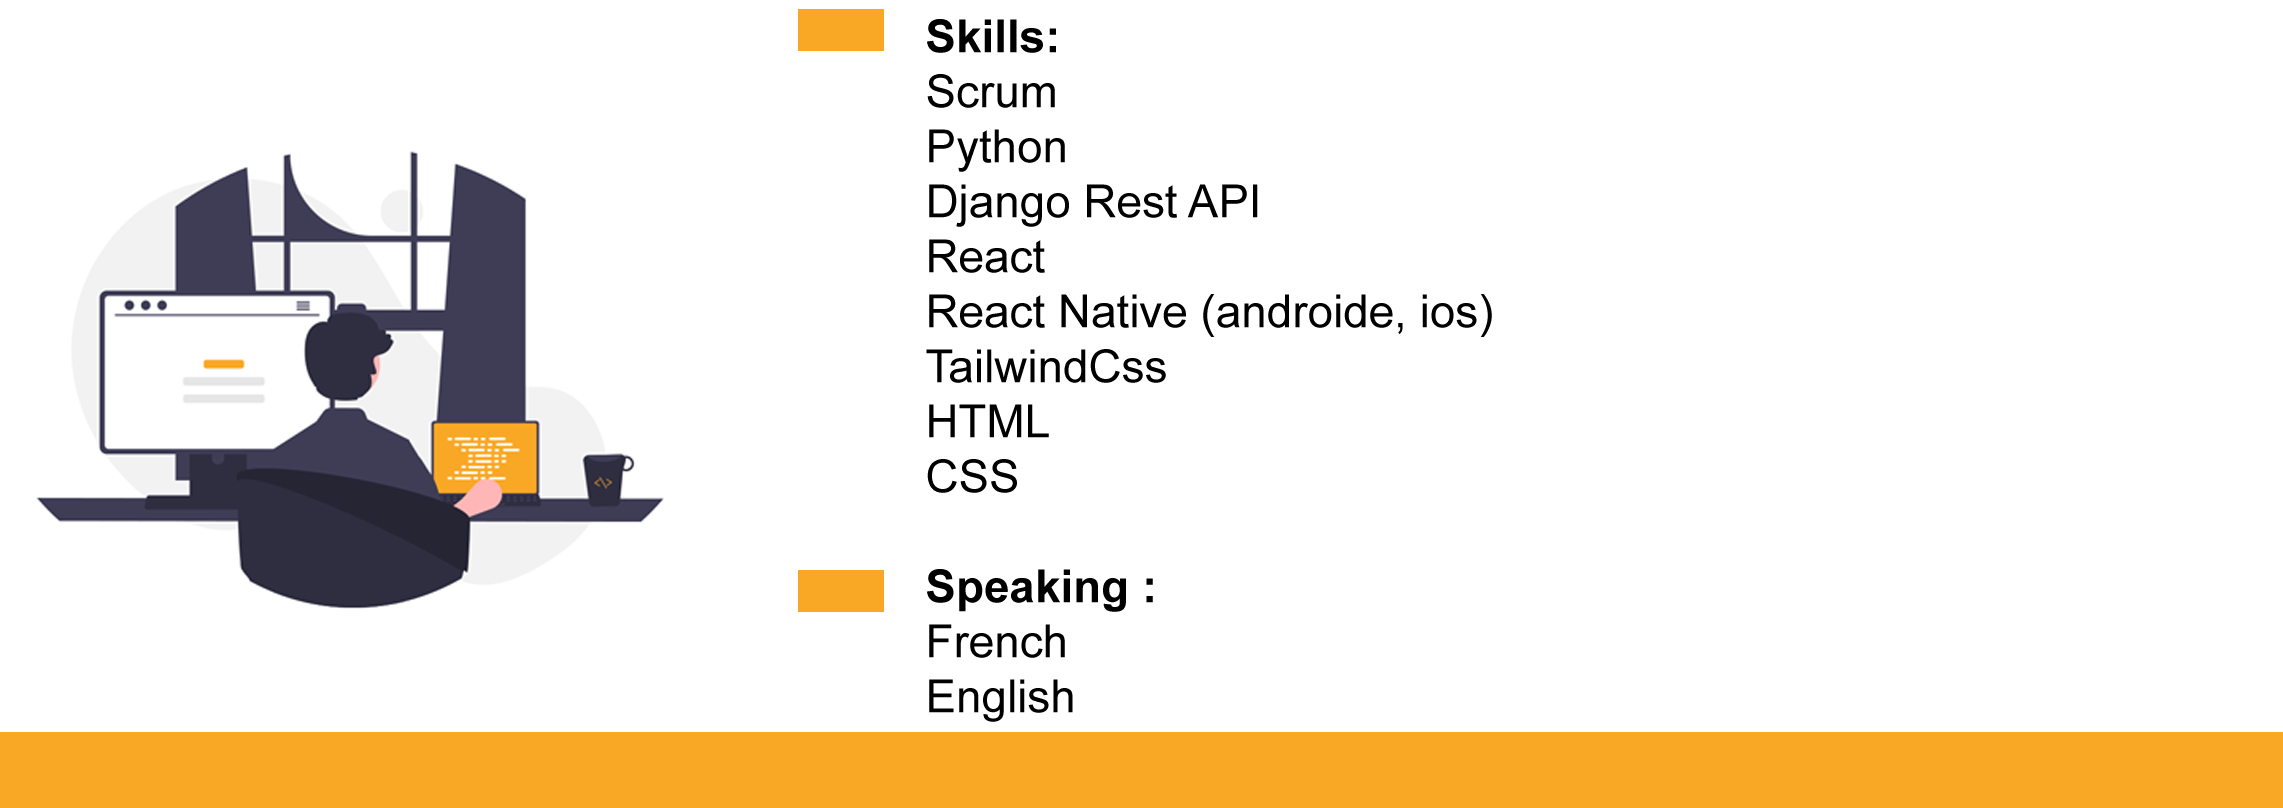 Skills:
Scrum
Python
Django Rest API
React
React Native (androide, ios)
TailwindCss
HTML
CSS
Speaking :
French
English